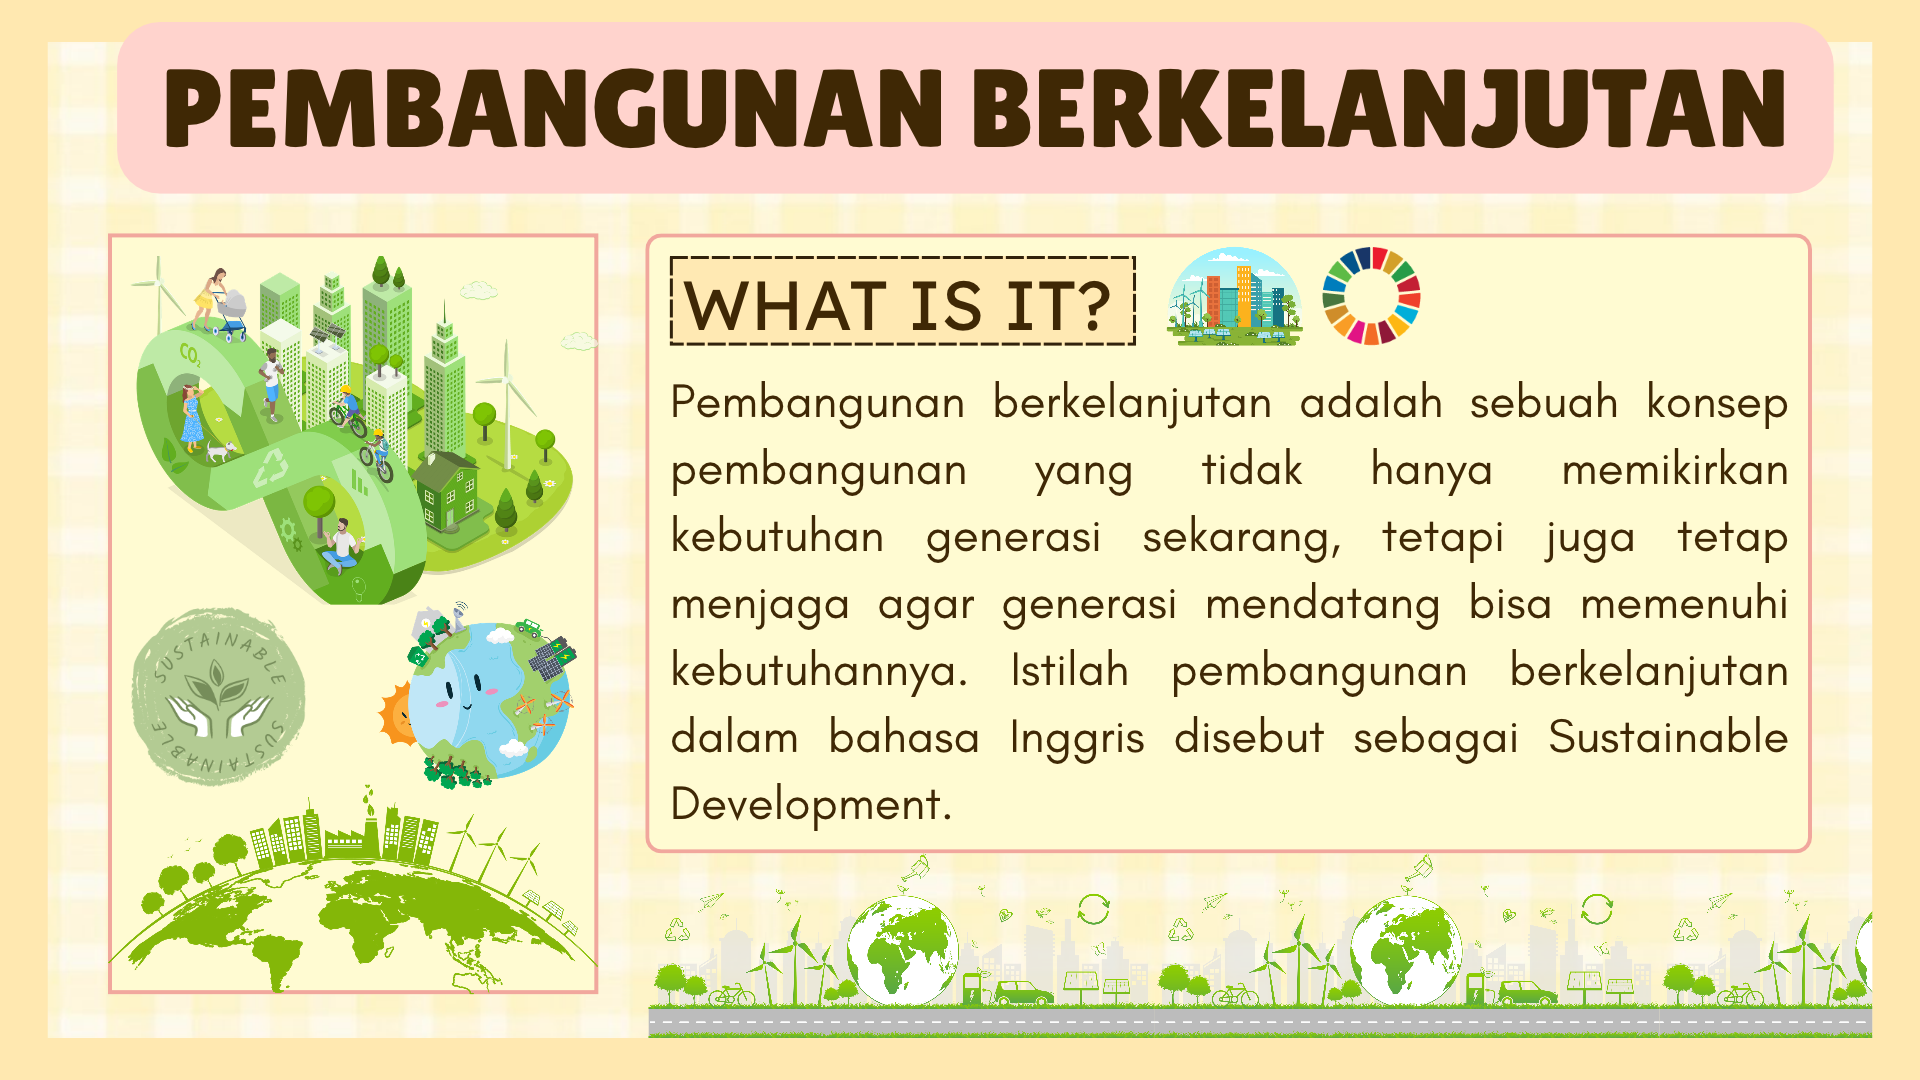 PEMBANGUNAN BERKELANJUTAN
CO₂
SUSTAINABLE
SUSTAINABLE
WHAT IS IT?
Pembangunan berkelanjutan adalah sebuah konsep
pembangunan yang tidak hanya memikirkan
kebutuhan generasi sekarang, tetapi juga tetap
menjaga agar generasi mendatang bisa memenuhi
kebutuhannya. Istilah pembangunan berkelanjutan
dalam bahasa Inggris disebut sebagai Sustainable
Development.